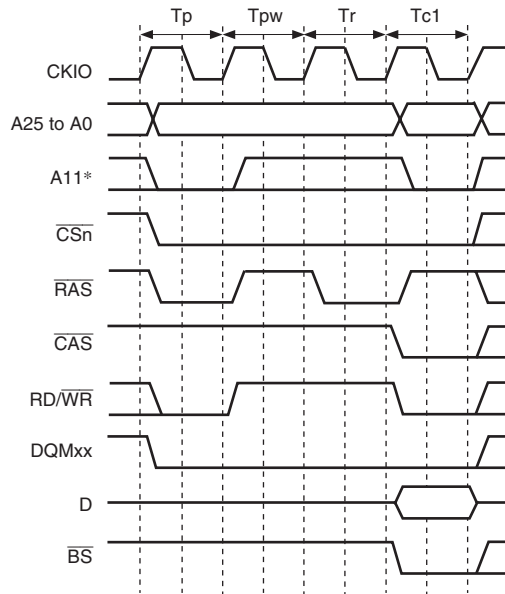 Tp Tpw Tr Tc1
CKIO
A25 to A0
A11*
CSn
RAS
CAS
RD/WR
DQMxx
D
BS